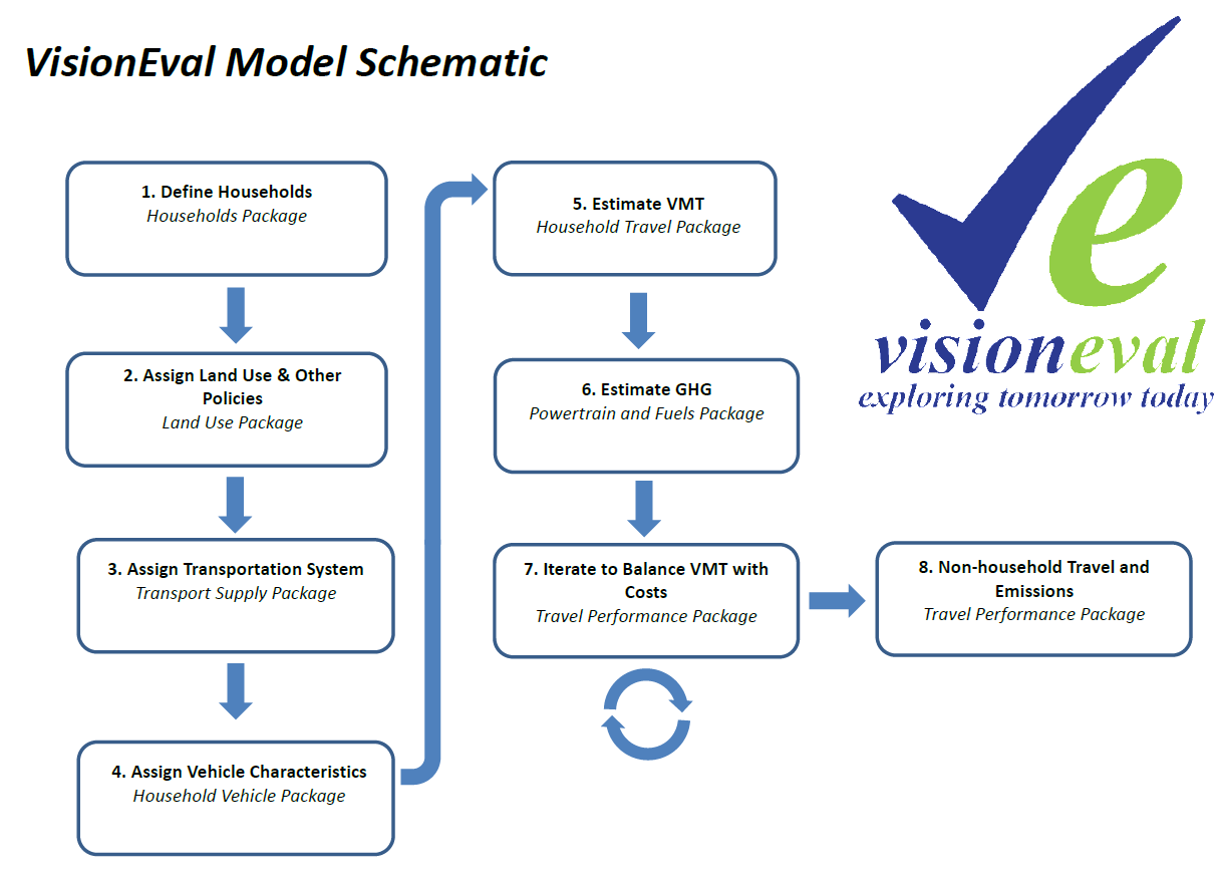 VisionEval Model Schematic
1. Define Households
Households Package
2. Assign Land Use & Other
Policies
Land Use Package
3. Assign Transportation System
Transport Supply Package
4. Assign Vehicle Characteristics
Household Vehicle Package
5. Estimate VMT
Household Travel Package
6. Estimate GHG
Powertrain and Fuels Package
7. Iterate to Balance VMT with
Costs
Travel Performance Package
8. Non-household Travel and
Emissions
Travel Performance Package
e
visioneval
exploring tomorrow today